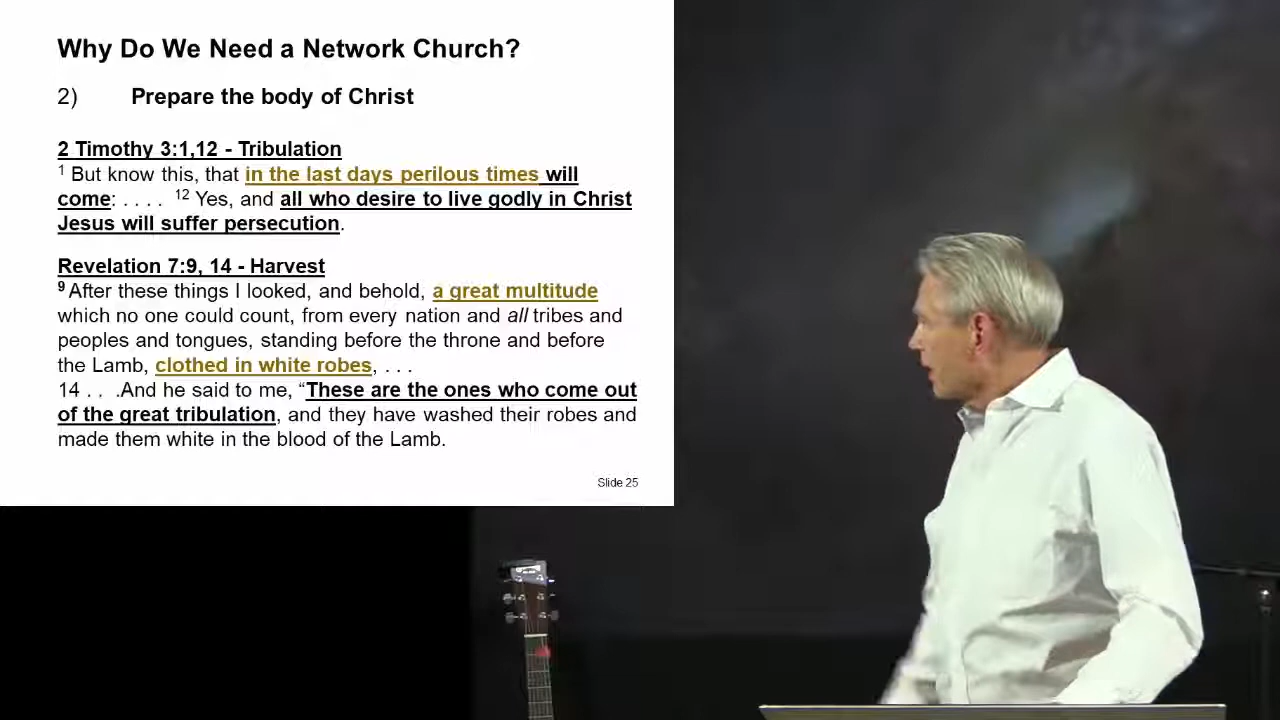 Why Do We Need a Network Church?
2) Prepare the body of Christ
2 Timothy 3:1,12 - Tribulation
1 But know this, that in the last days perilous times will
come: . . . . 12 Yes, and all who desire to live godly in Christ
Jesus will suffer persecution.
Revelation 7:9, 14 - Harvest
9 After these things I looked, and behold, a great multitude
which no one could count, from every nation and all tribes and
peoples and tongues, standing before the throne and before
the Lamb, clothed in white robes, . . .
14 . . .And he said to me, “These are the ones who come out
of the great tribulation, and they have washed their robes and
made them white in the blood of the Lamb.
Slide 25